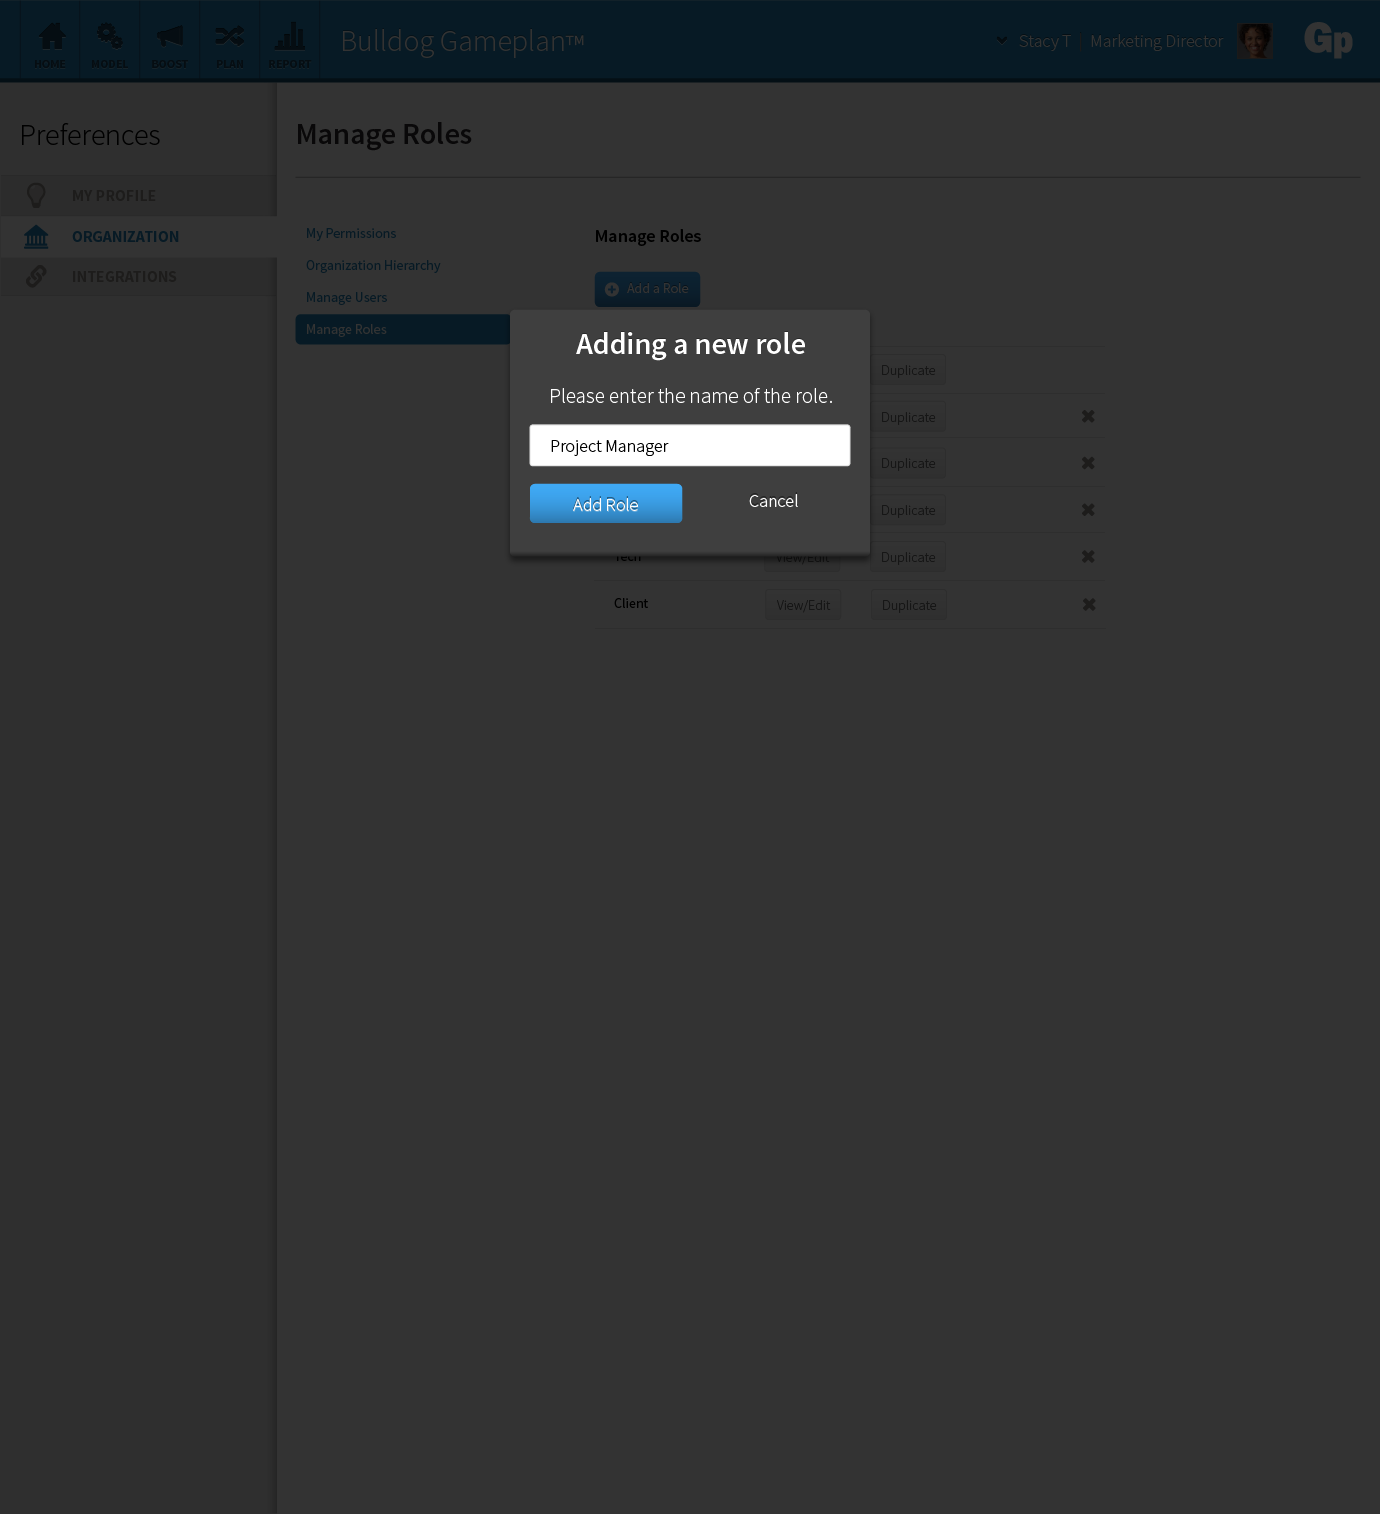 HOME
MODEL
BOOST
PLAN
REPORT
Bulldog Gameplan™
Stacy T | Marketing Director
Gp
Preferences
MY PROFILE
ORGANIZATION
INTEGRATIONS
Manage Roles
My Permissions
Organization Hierarchy
Manage Users
Manage Roles
Manage Roles
Add a Role
Adding a new role
Please enter the name of the role.
Project Manager
Add Role
Cancel
Duplicate
Duplicate
Duplicate
Duplicate
Tech View/Edit Duplicate
Client View/Edit Duplicate